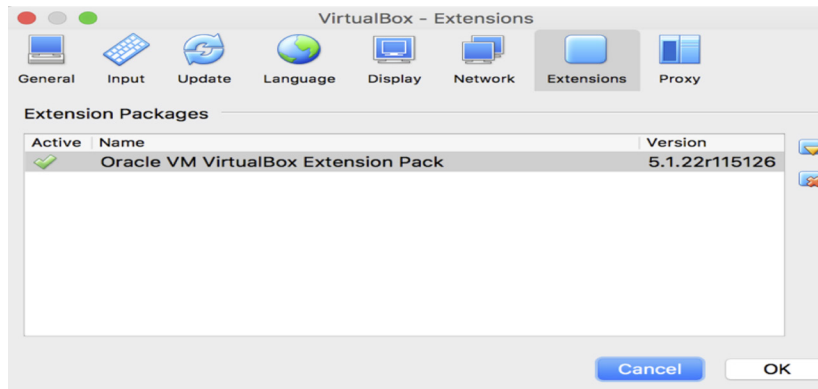 VirtualBox - Extensions
General Input Update Language Display Network Extensions Proxy
Extension Packages
Active Name Version
Oracle VM VirtualBox Extension Pack 5.1.22r115126
Cancel OK